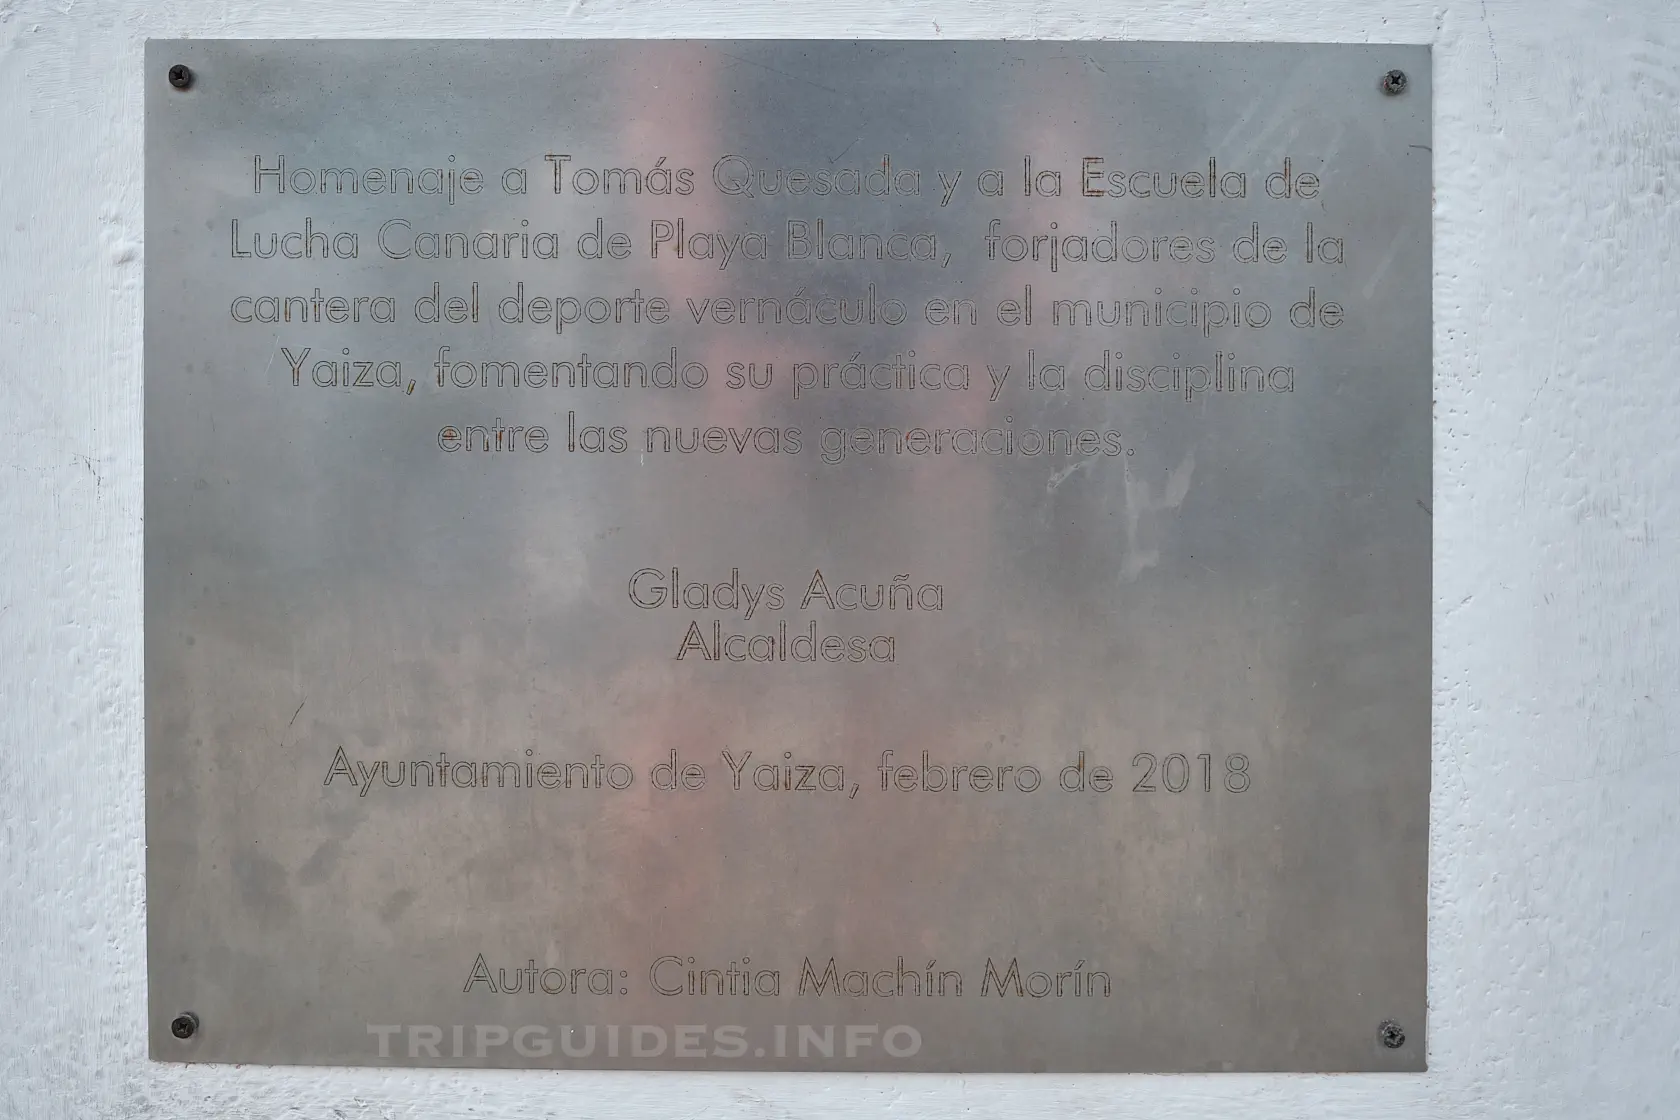 Homenaje a Tomás Quesada y a la Escuela de
Lucha Canaria de Playa Blanca, forjadores de la
cantera del deporte vernáculo en el municipio de
Yaiza, fomentando su práctica y la disciplina
entre las nuevas generaciones.
Gladys Acuña
Alcaldesa
Ayuntamiento de Yaiza, febrero de 2018
Autora: Cintia Machín Morín
TRIPGUIDES.INFO